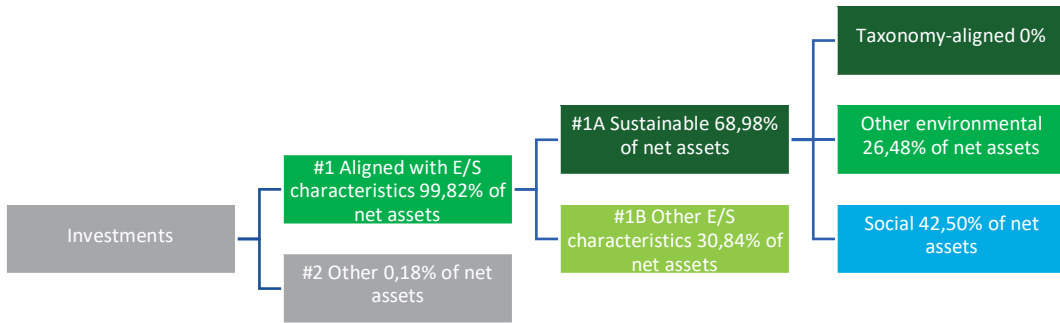 Investments
#1 Aligned with E/S
characteristics 99,82% of
net assets
#2 Other 0,18% of net
assets
#1A Sustainable 68,98%
of net assets
#1B Other E/S
characteristics 30,84% of
net assets
Taxonomy-aligned 0%
Other environmental
26,48% of net assets
Social 42,50% of net
assets